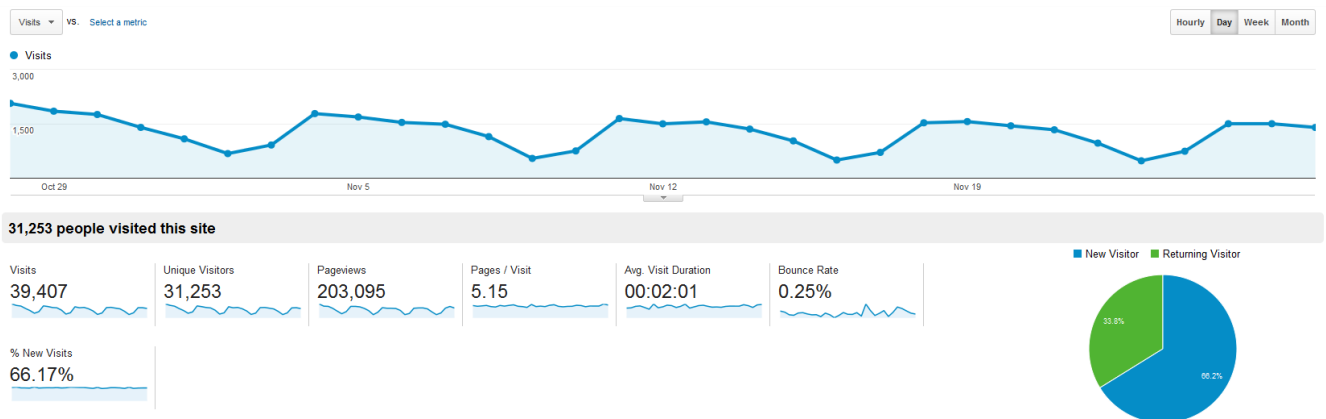 Visits vs. Select a metric Hourly Day Week Month
Visits
3,000
1,500
Oct 29 Nov 5 Nov 12 Nov 19
31,253 people visited this site
New Visitor Returning Visitor
Visits Unique Visitors Pageviews Pages / Visit Avg. Visit Duration Bounce Rate
39,407 31,253 203,095 5.15 00:02:01 0.25%
33.8%
% New Visits
66.17%
66.2%